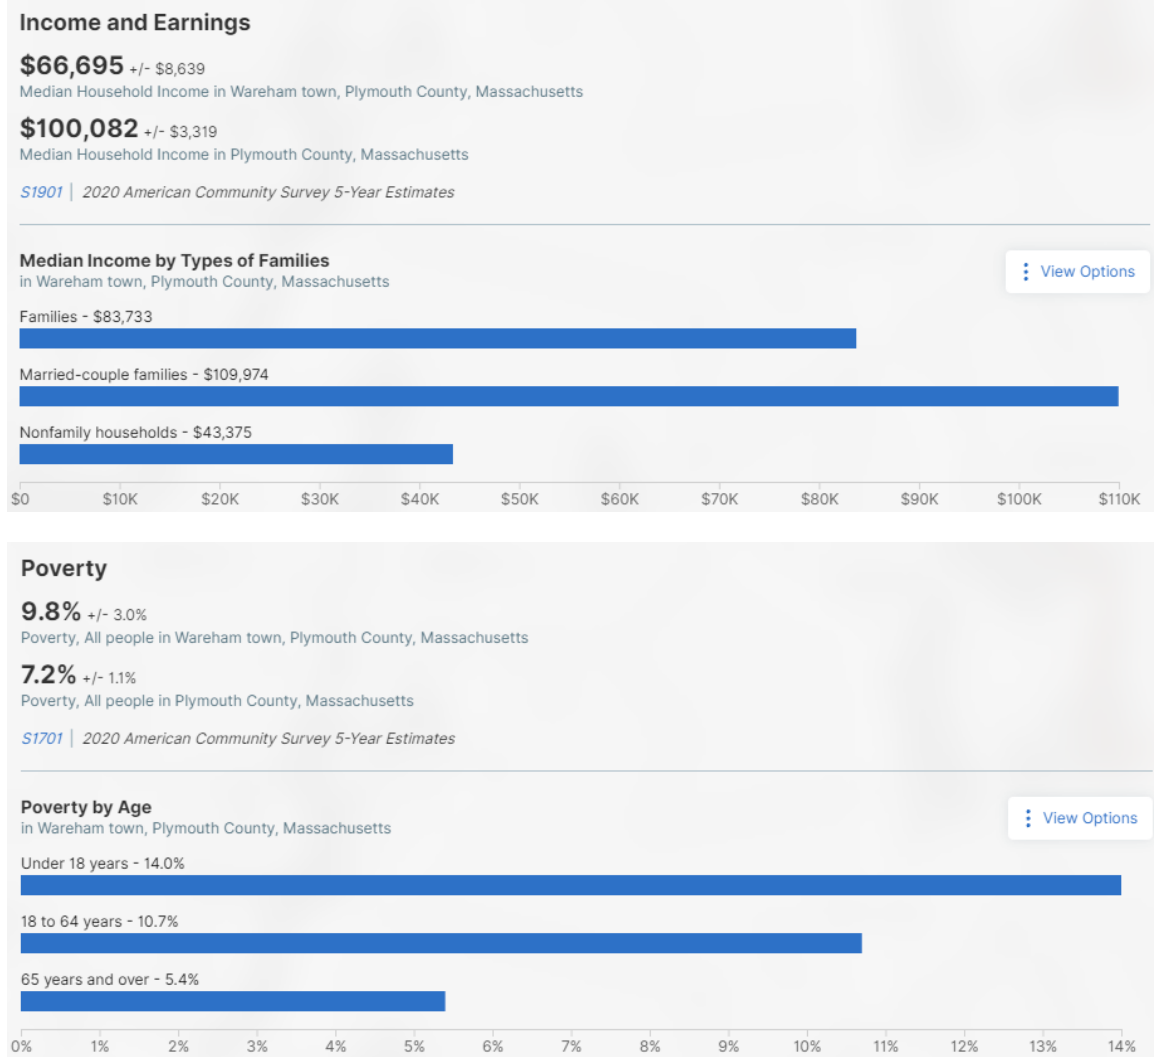 Income and Earnings
$66,695 +/- $8,639
Median Household Income in Wareham town, Plymouth County, Massachusetts
$100,082 +/- $3,319
Median Household Income in Plymouth County, Massachusetts
S1901 | 2020 American Community Survey 5-Year Estimates
Median Income by Types of Families
in Wareham town, Plymouth County, Massachusetts
View Options
Families - $83,733
Married-couple families - $109,974
Nonfamily households - $43,375
$0 $10K $20K $30K $40K $50K $60K $70K $80K $90K $100K $110K
Poverty
9.8% +/- 3.0%
Poverty, All people in Wareham town, Plymouth County, Massachusetts
7.2% +/- 1.1%
Poverty, All people in Plymouth County, Massachusetts
S1701 | 2020 American Community Survey 5-Year Estimates
Poverty by Age
in Wareham town, Plymouth County, Massachusetts
View Options
Under 18 years - 14.0%
18 to 64 years - 10.7%
65 years and over - 5.4%
0% 1% 2% 3% 4% 5% 6% 7% 8% 9% 10% 11% 12% 13% 14%